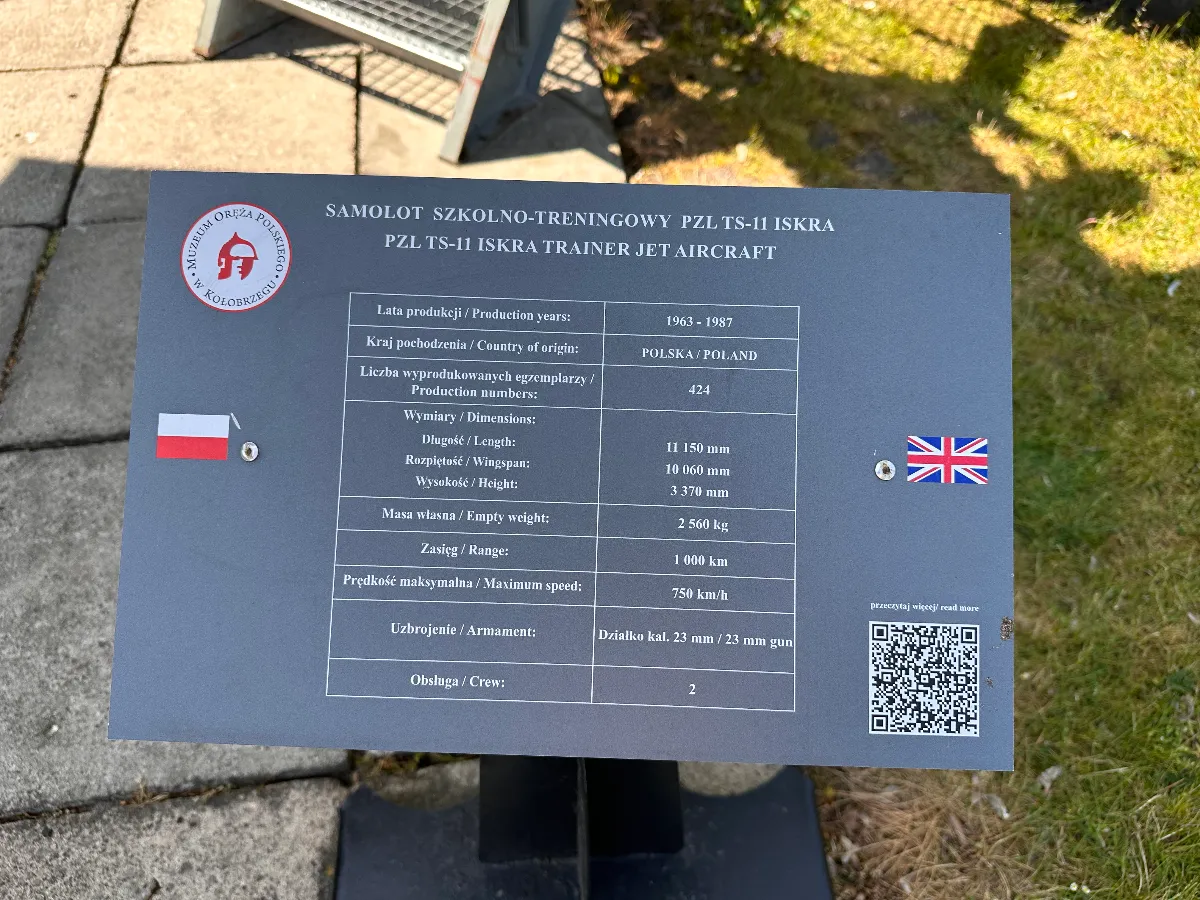 MUZEUM ORĘŻA POLSKIEGO
• W KOŁOBRZEGU •
SAMOLOT SZKOLNO-TRENINGOWY PZL TS-11 ISKRA
PZL TS-11 ISKRA TRAINER JET AIRCRAFT
Lata produkcji / Production years: 1963 - 1987
Kraj pochodzenia / Country of origin: POLSKA / POLAND
Liczba wyprodukowanych egzemplarzy /
Production numbers: 424
Wymiary / Dimensions:
Długość / Length: 11 150 mm
Rozpiętość / Wingspan: 10 060 mm
Wysokość / Height: 3 370 mm
Masa własna / Empty weight: 2 560 kg
Zasięg / Range: 1 000 km
Prędkość maksymalna / Maximum speed: 750 km/h
Uzbrojenie / Armament: Działko kal. 23 mm / 23 mm gun
Obsługa / Crew: 2
przeczytaj więcej/ read more